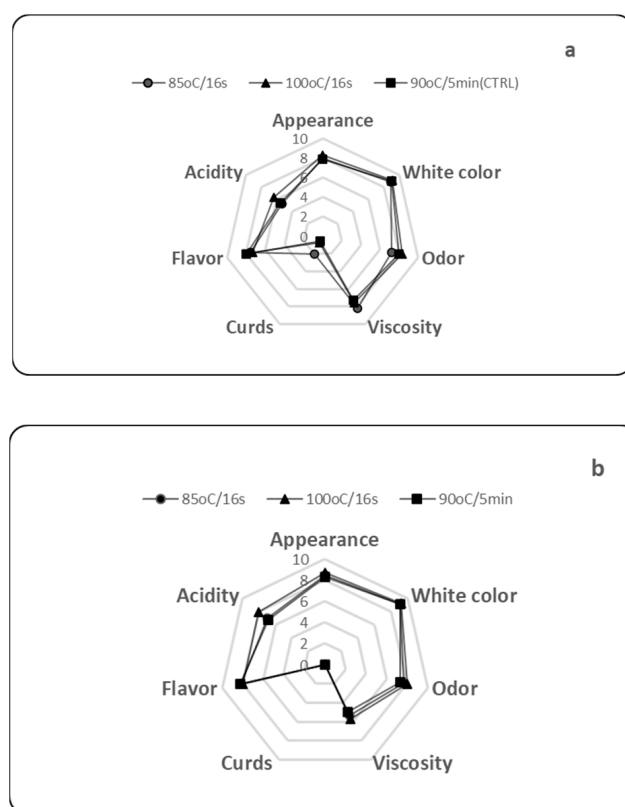 a
85oC/16s 100oC/16s 90oC/5min(CTRL)
Appearance
10
8
6
4
2
0
White color
Odor
Viscosity
Curds
Flavor
Acidity
b
85oC/16s 100oC/16s 90oC/5min
Appearance
10
8
6
4
2
0
White color
Odor
Viscosity
Curds
Flavor
Acidity